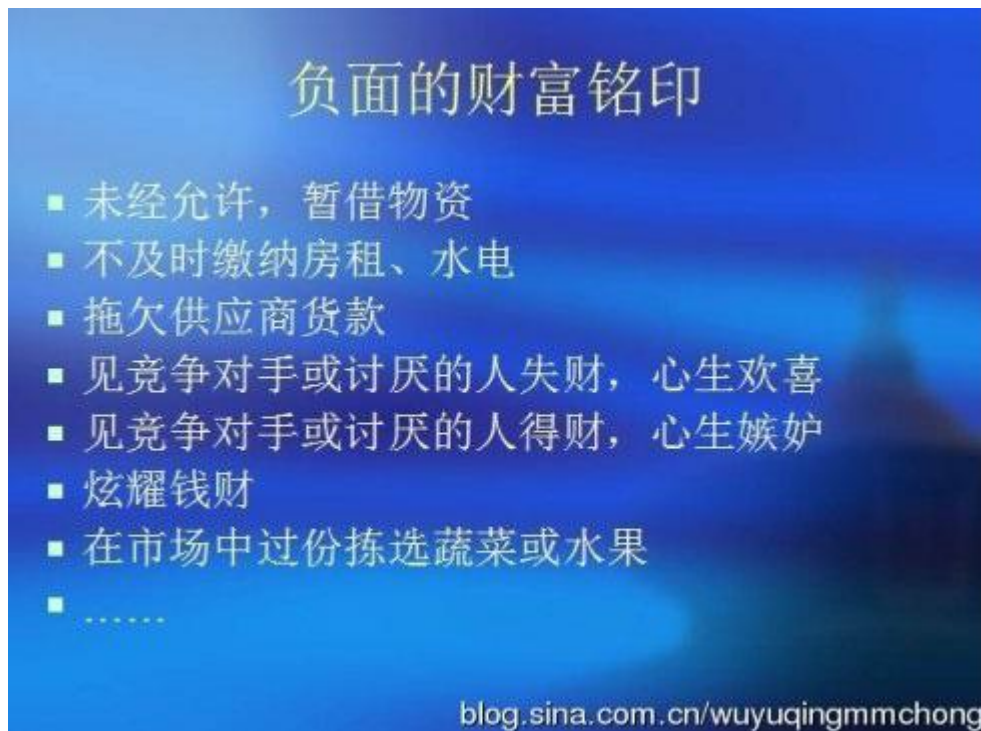 负面的财富铭印
未经允许，暂借物资
不及时缴纳房租、水电
拖欠供应商货款
见竞争对手或讨厌的人失财，心生欢喜
见竞争对手或讨厌的人得财，心生嫉妒
炫耀钱财
在市场中过份拣选蔬菜或水果
……
blog.sina.com.cn/wuyuqingmmchong